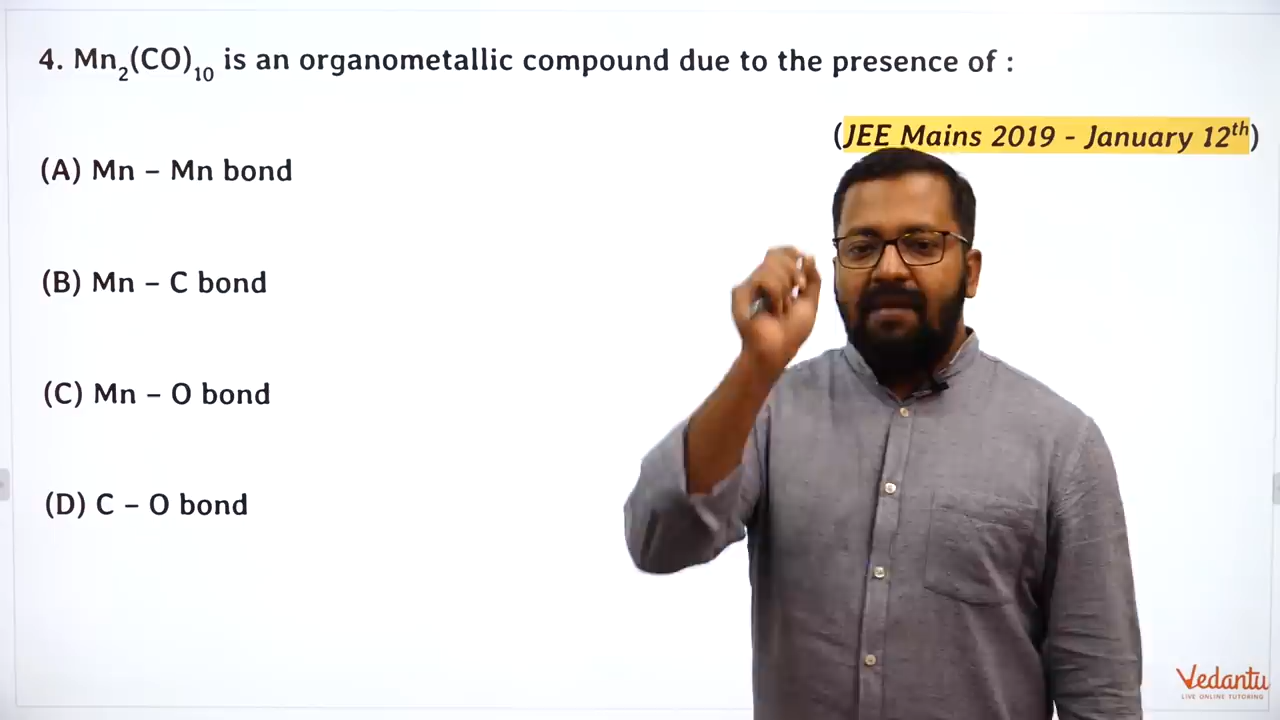 4. Mn₂(CO)₁₀ is an organometallic compound due to the presence of :
(JEE Mains 2019 - January 12ᵗʰ)
(A) Mn – Mn bond
(B) Mn – C bond
(C) Mn – O bond
(D) C – O bond
Vedantu
LIVE ONLINE TUTORING